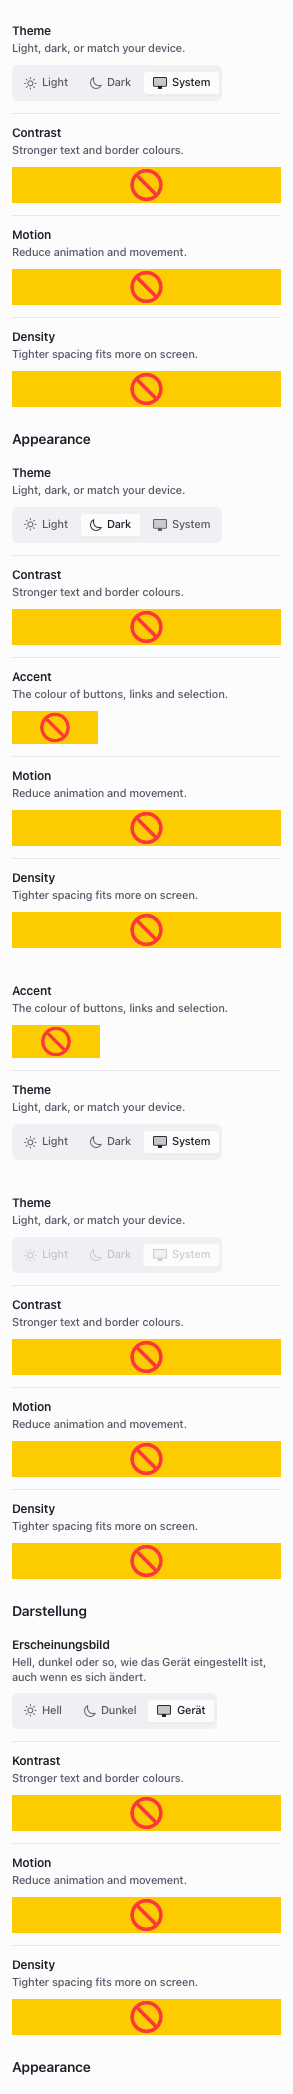 Theme
Light, dark, or match your device.
Light Dark System
Contrast
Stronger text and border colours.
Motion
Reduce animation and movement.
Density
Tighter spacing fits more on screen.
Appearance
Theme
Light, dark, or match your device.
Light Dark System
Contrast
Stronger text and border colours.
Accent
The colour of buttons, links and selection.
Motion
Reduce animation and movement.
Density
Tighter spacing fits more on screen.
Accent
The colour of buttons, links and selection.
Theme
Light, dark, or match your device.
Light Dark System
Theme
Light, dark, or match your device.
Light Dark System
Contrast
Stronger text and border colours.
Motion
Reduce animation and movement.
Density
Tighter spacing fits more on screen.
Darstellung
Erscheinungsbild
Hell, dunkel oder so, wie das Gerät eingestellt ist,
auch wenn es sich ändert.
Hell Dunkel Gerät
Kontrast
Stronger text and border colours.
Motion
Reduce animation and movement.
Density
Tighter spacing fits more on screen.
Appearance